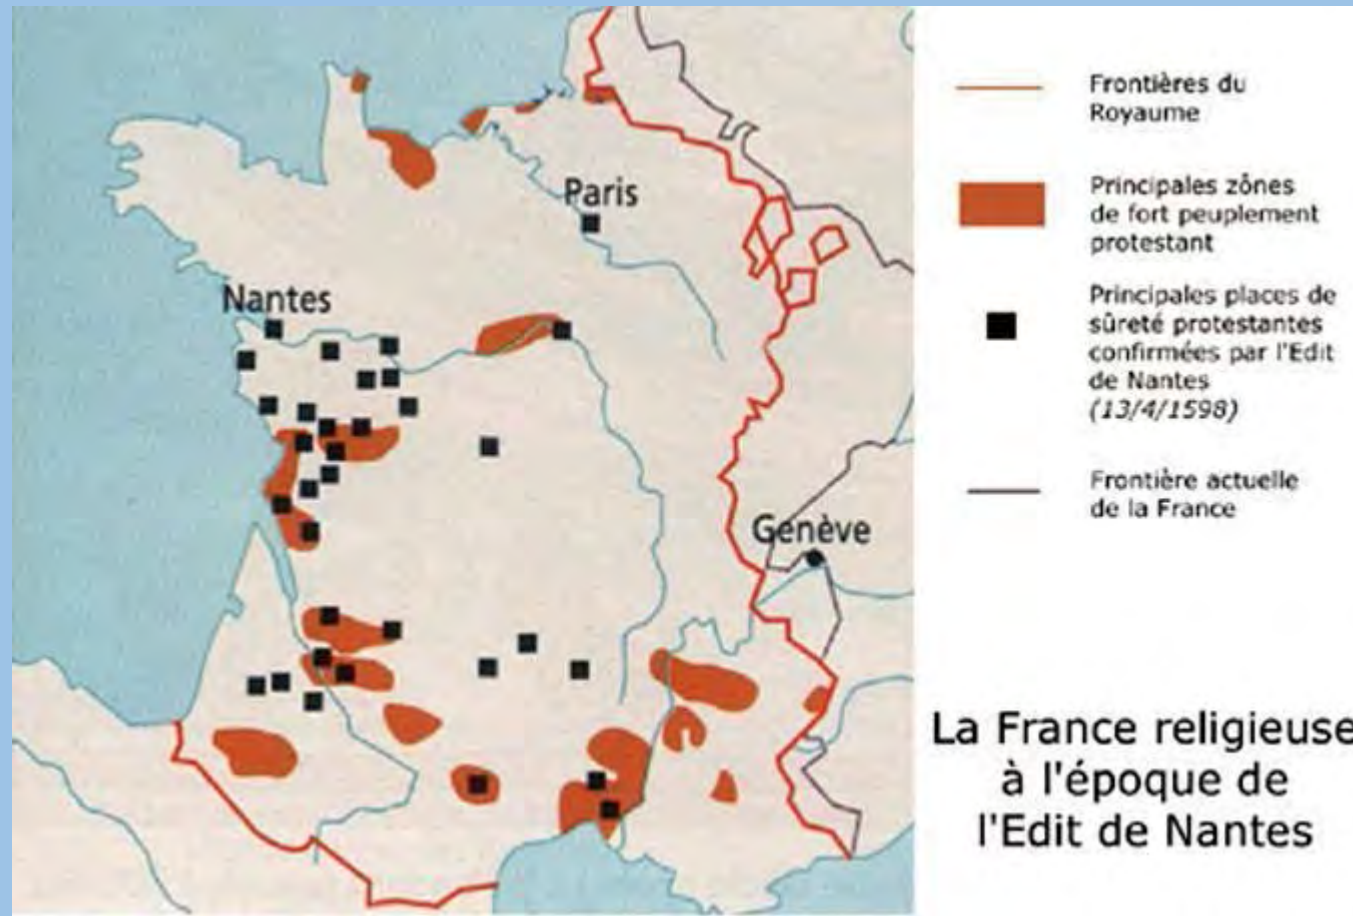 Paris
Nantes
Genève
Frontières du
Royaume
Principales zônes
de fort peuplement
protestant
Principales places de
sûreté protestantes
confirmées par l'Edit
de Nantes
(13/4/1598)
Frontière actuelle
de la France
La France religieuse
à l'époque de
l'Edit de Nantes